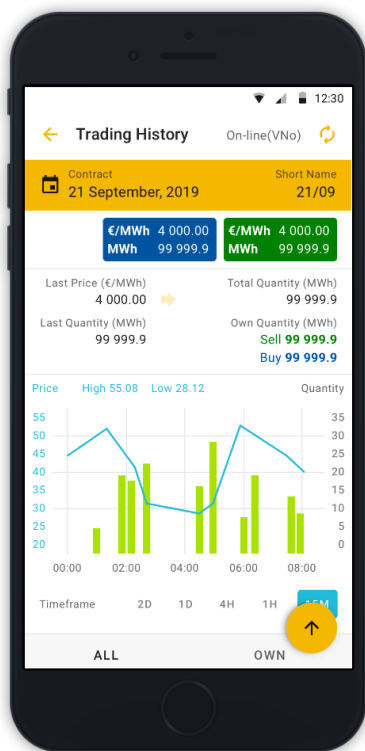 12:30
Trading History On-line(VNo)
Contract Short Name
21 September, 2019 21/09
€/MWh 4 000.00 €/MWh 4 000.00
MWh 99 999.9 MWh 99 999.9
Last Price (€/MWh) Total Quantity (MWh)
4 000.00 99 999.9
Last Quantity (MWh) Own Quantity (MWh)
99 999.9 Sell 99 999.9
Buy 99 999.9
Price High 55.08 Low 28.12 Quantity
55 35
50 30
45 25
40 20
35 15
30 10
25 5
20 0
00:00 02:00 04:00 06:00 08:00
Timeframe 2D 1D 4H 1H
ALL OWN